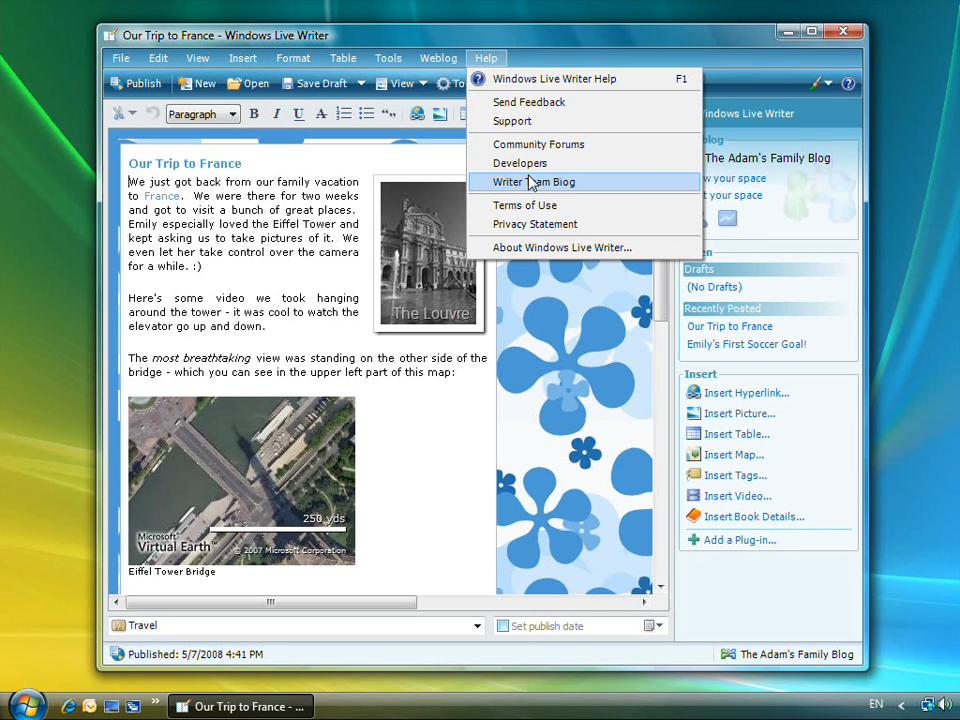 Our Trip to France - Windows Live Writer
File Edit View Insert Format Table Tools Weblog Help
Publish New Open Save Draft View
Paragraph B I U A
Windows Live Writer Help F1
Send Feedback
Support
Community Forums
Developers
Writer Team Blog
Terms of Use
Privacy Statement
About Windows Live Writer...
Our Trip to France
We just got back from our family vacation
to France. We were there for two weeks
and got to visit a bunch of great places.
Emily especially loved the Eiffel Tower and
kept asking us to take pictures of it. We
even let her take control over the camera
for a while. :)
The Louvre
Here's some video we took hanging
around the tower - it was cool to watch the
elevator go up and down.
The most breathtaking view was standing on the other side of the
bridge - which you can see in the upper left part of this map:
250 yds
Microsoft
Virtual Earth™
© 2007 Microsoft Corporation
Eiffel Tower Bridge
Windows Live Writer
The Adam's Family Blog
your space
your space
Drafts
(No Drafts)
Recently Posted
Our Trip to France
Emily's First Soccer Goal!
Insert
Insert Hyperlink...
Insert Picture...
Insert Table...
Insert Map...
Insert Tags...
Insert Video...
Insert Book Details...
Add a Plug-in...
Travel
Set publish date
Published: 5/7/2008 4:41 PM
The Adam's Family Blog
Our Trip to France - ...
EN